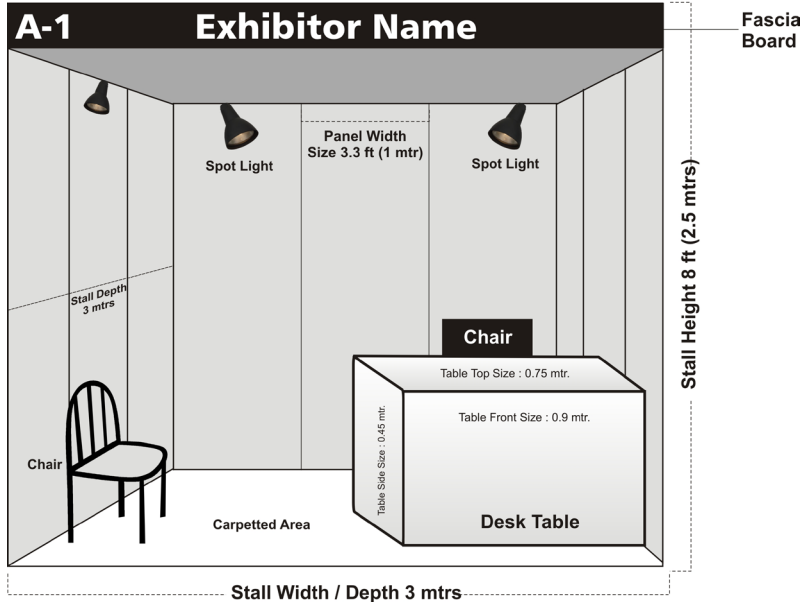 A-1
Exhibitor Name
Fascia
Board
Panel Width
Size 3.3 ft (1 mtr)
Spot Light
Spot Light
Stall Height 8 ft (2.5 mtrs)
Stall Depth
3 mtrs
Chair
Table Top Size : 0.75 mtr.
Table Front Size : 0.9 mtr.
Table Side Size : 0.45 mtr.
Chair
Desk Table
Carpetted Area
Stall Width / Depth 3 mtrs